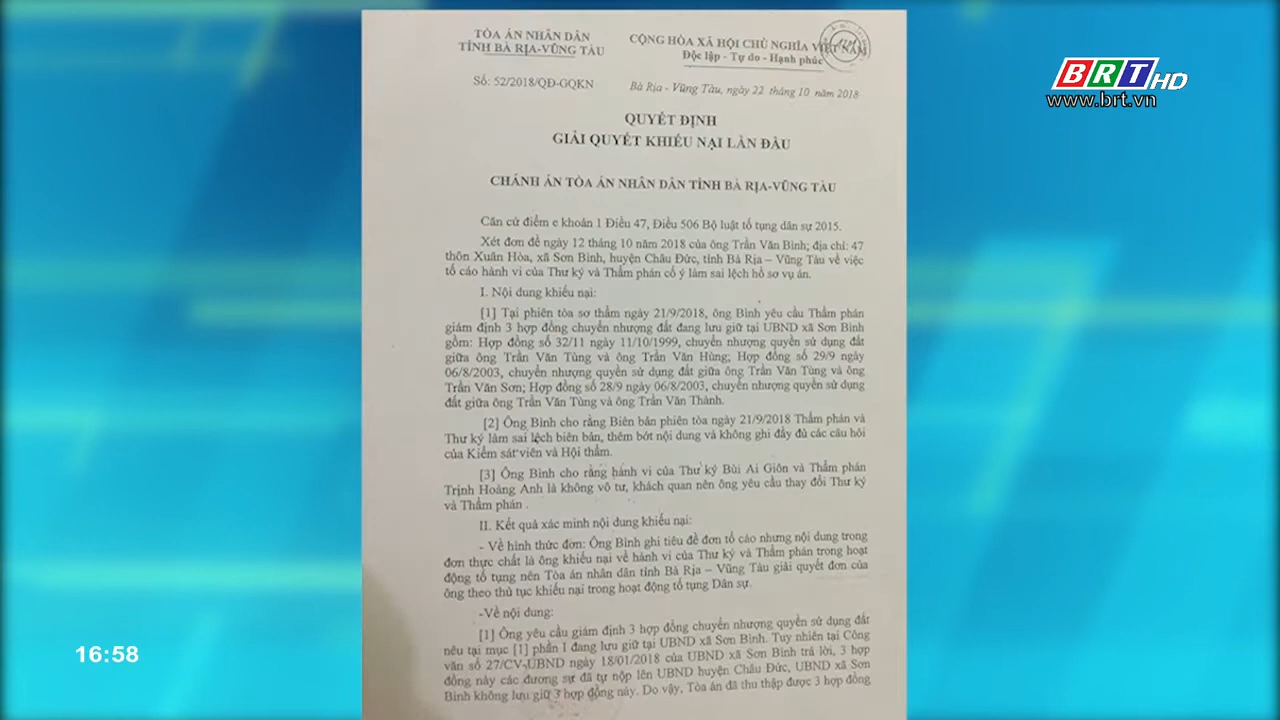 TÒA ÁN NHÂN DÂN
TỈNH BÀ RỊA-VŨNG TÀU
Số: 52/2018/QĐ-GQKN
CỘNG HÒA XÃ HỘI CHỦ NGHĨA VIỆT NAM
Độc lập - Tự do - Hạnh phúc
Bà Rịa - Vũng Tàu, ngày 22 tháng 10 năm 2018
BRT HD
www.brt.vn
QUYẾT ĐỊNH
GIẢI QUYẾT KHIẾU NẠI LẦN ĐẦU
CHÁNH ÁN TÒA ÁN NHÂN DÂN TỈNH BÀ RỊA-VŨNG TÀU
Căn cứ điểm e khoản 1 Điều 47, Điều 506 Bộ luật tố tụng dân sự 2015.
Xét đơn đề ngày 12 tháng 10 năm 2018 của ông Trần Văn Bình; địa chỉ: 47
thôn Xuân Hòa, xã Sơn Bình, huyện Châu Đức, tỉnh Bà Rịa – Vũng Tàu về việc
tố cáo hành vi của Thư ký và Thẩm phán cố ý làm sai lệch hồ sơ vụ án.
I. Nội dung khiếu nại:
[1] Tại phiên tòa sơ thẩm ngày 21/9/2018, ông Bình yêu cầu Thẩm phán
giám định 3 hợp đồng chuyển nhượng đất đang lưu giữ tại UBND xã Sơn Bình
gồm: Hợp đồng số 32/11 ngày 11/10/1999, chuyển nhượng quyền sử dụng đất
giữa ông Trần Văn Tùng và ông Trần Văn Hùng; Hợp đồng số 29/9 ngày
06/8/2003, chuyển nhượng quyền sử dụng đất giữa ông Trần Văn Tùng và ông
Trần Văn Sơn; Hợp đồng số 28/9 ngày 06/8/2003, chuyển nhượng quyền sử dụng
đất giữa ông Trần Văn Tùng và ông Trần Văn Thành.
[2] Ông Bình cho rằng Biên bản phiên tòa ngày 21/9/2018 Thẩm phán và
Thư ký làm sai lệch biên bản, thêm bớt nội dung và không ghi đầy đủ các câu hỏi
của Kiểm sát viên và Hội thẩm.
[3] Ông Bình cho rằng hành vi của Thư ký Bùi Ai Giôn và Thẩm phán
Trịnh Hoàng Anh là không vô tư, khách quan nên ông yêu cầu thay đổi Thư ký
và Thẩm phán .
II. Kết quả xác minh nội dung khiếu nại:
- Về hình thức đơn: Ông Bình ghi tiêu đề đơn tố cáo nhưng nội dung trong
đơn thực chất là ông khiếu nại về hành vi của Thư ký và Thẩm phán trong hoạt
động tố tụng nên Tòa án nhân dân tỉnh Bà Rịa – Vũng Tàu giải quyết đơn của
ông theo thủ tục khiếu nại trong hoạt động tố tụng Dân sự.
-Về nội dung:
[1] Ông yêu cầu giám định 3 hợp đồng chuyển nhượng quyền sử dụng đất
nêu tại mục [1] phần I đang lưu giữ tại UBND xã Sơn Bình. Tuy nhiên tại Công
văn số 27/CV-UBND ngày 18/01/2018 của UBND xã Sơn Bình trả lời, 3 hợp
đồng này các đương sự đã tự nộp lên UBND huyện Châu Đức, UBND xã Sơn
Bình không lưu giữ 3 hợp đồng này. Do vậy, Tòa án đã thu thập được 3 hợp đồng
16:58